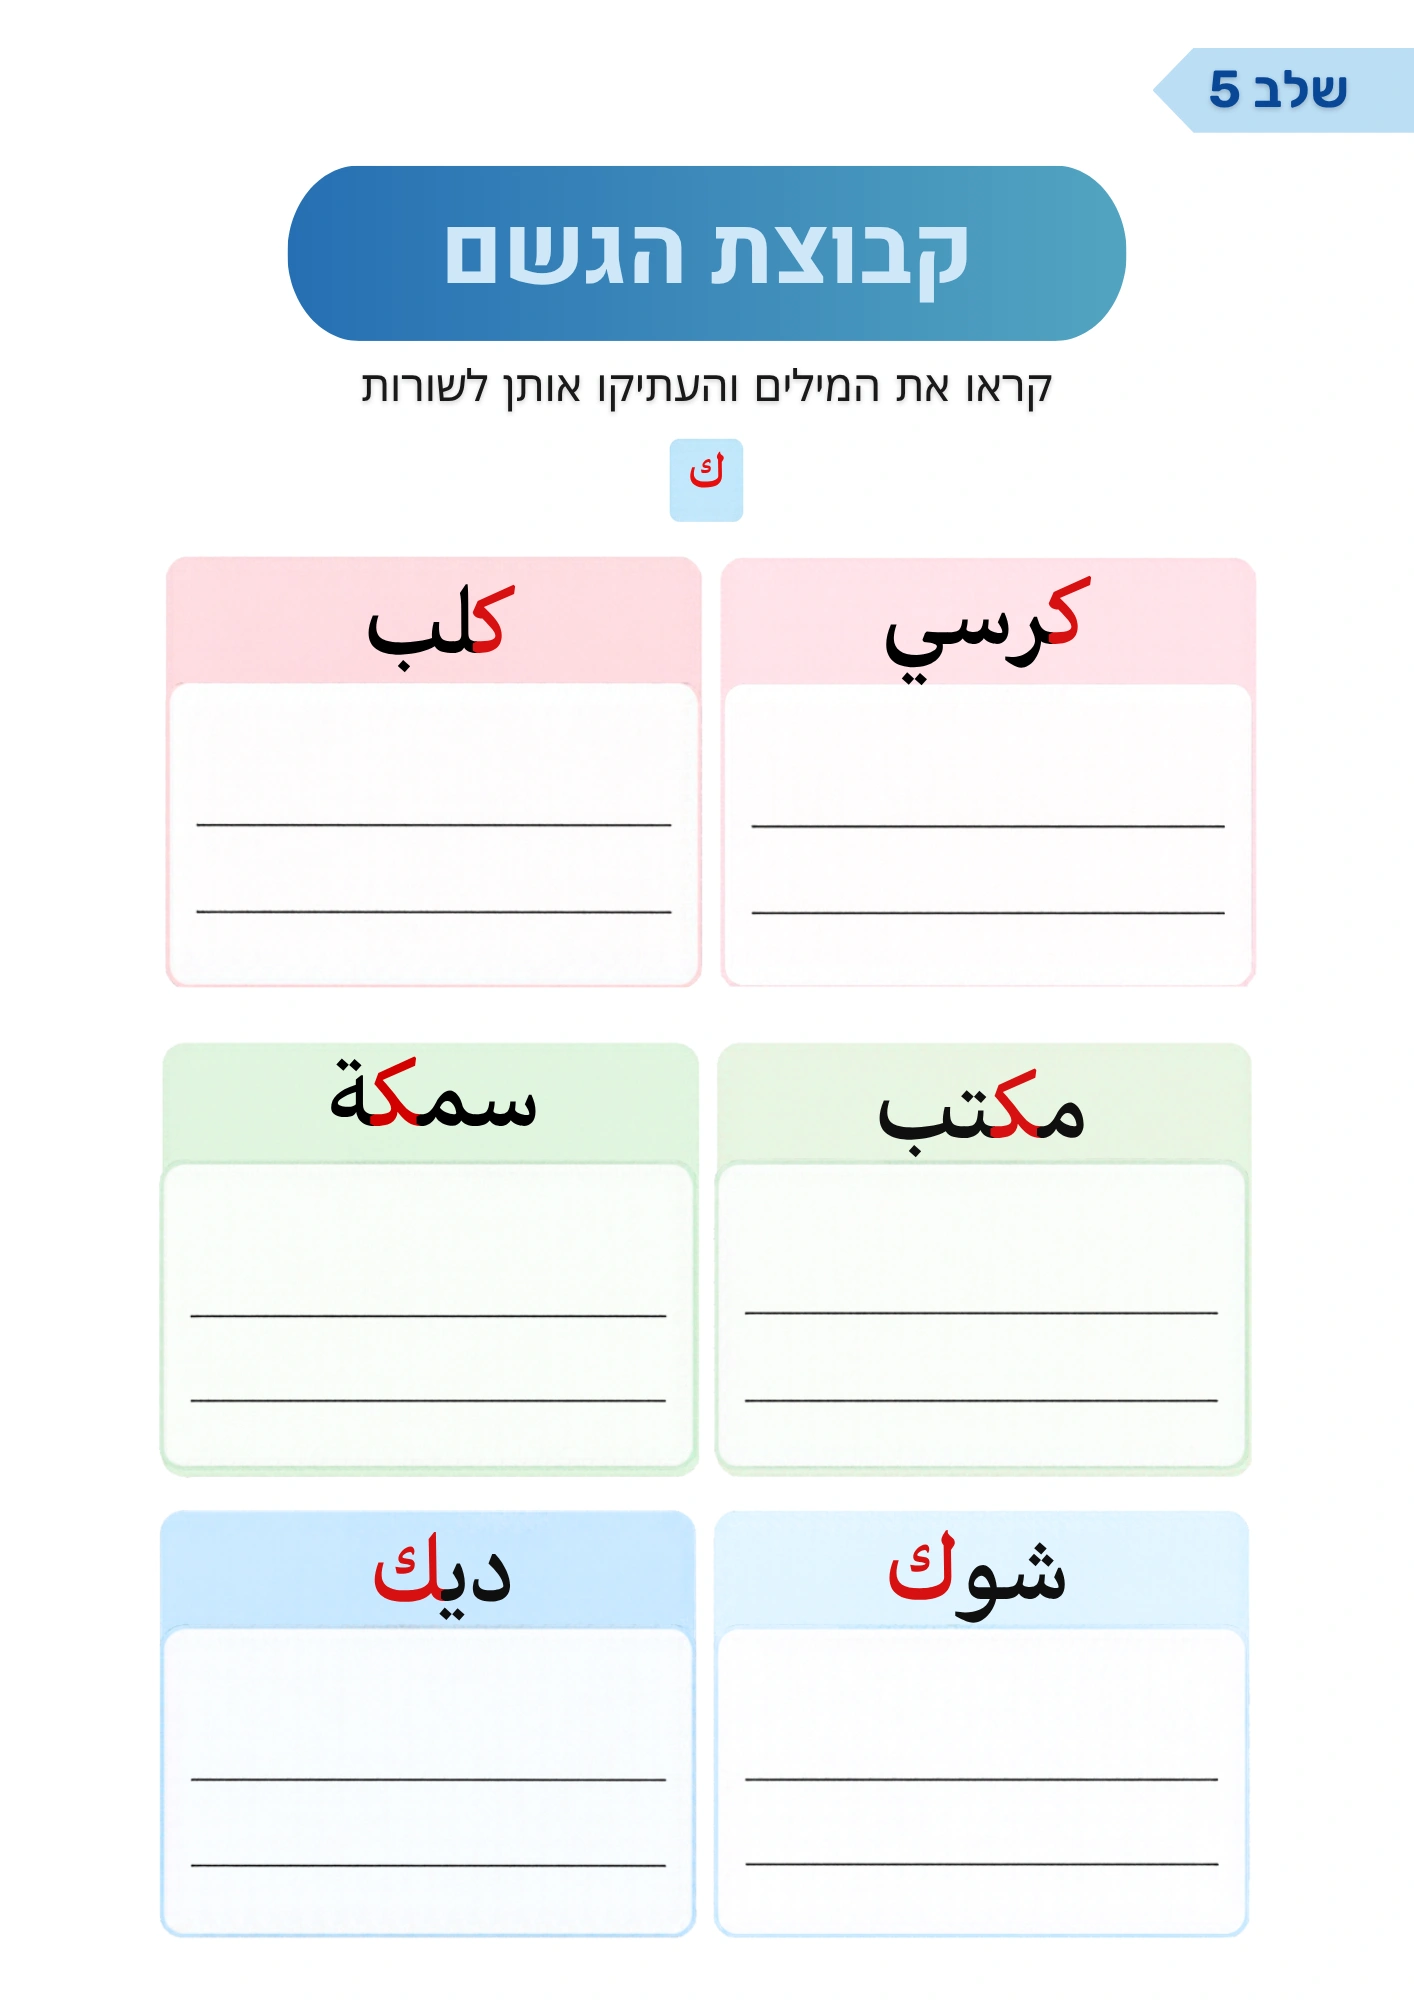 שלב 5
קבוצת הגשם
קראו את המילים והעתיקו אותן לשורות
ك
كرسي
كلب
مكتب
سمكة
شوك
ديك